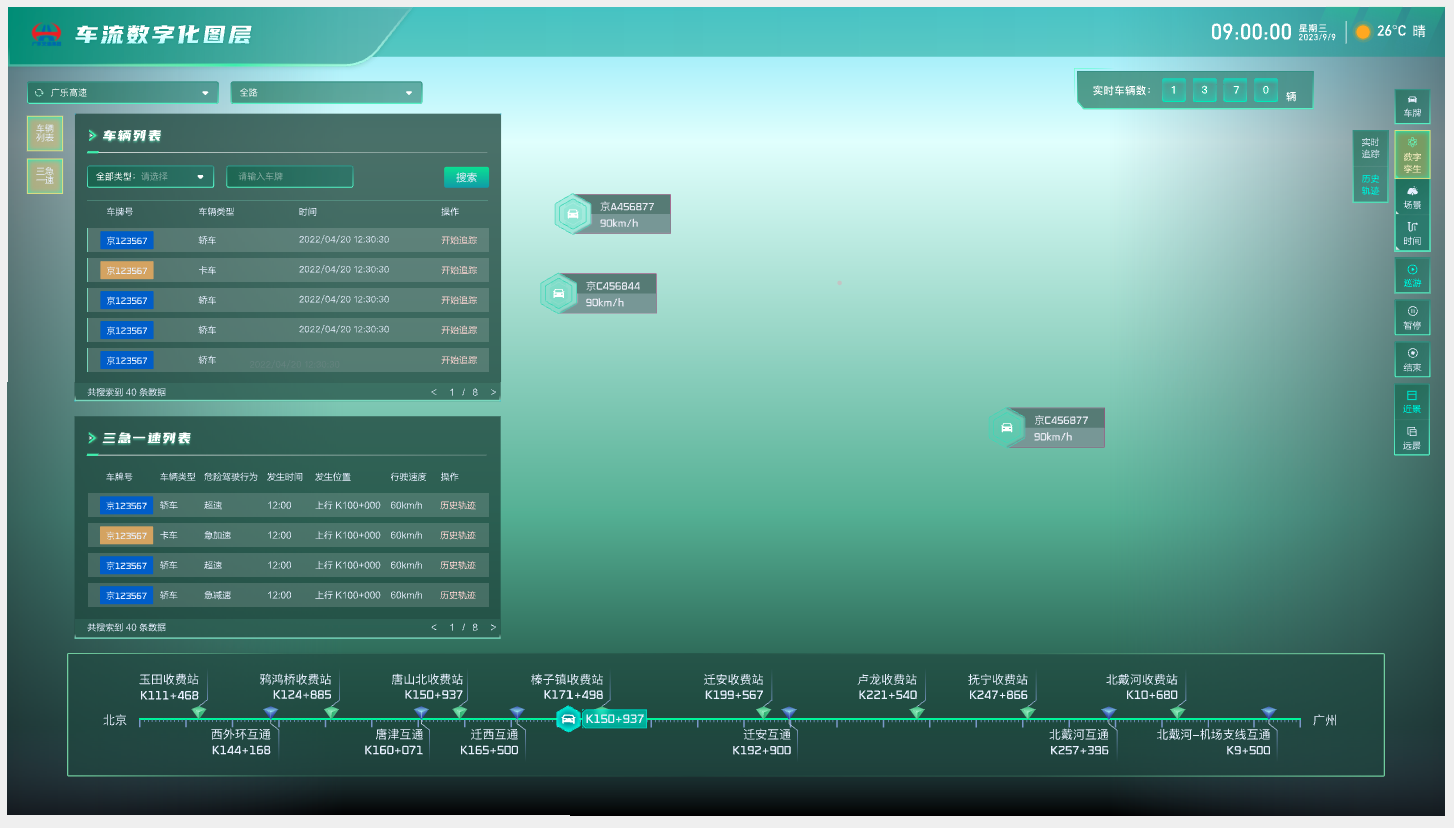 车流数字化图层
09:00:00 星期三 2023/9/9 26°C 晴
广乐高速 全路
实时车辆数: 1 3 7 0 辆
车辆列表
三急一速
车辆列表
全部类型: 请选择 请输入车牌 搜索
车牌号 车辆类型 时间 操作
京123567 轿车 2022/04/20 12:30:30 开始追踪
京123567 卡车 2022/04/20 12:30:30 开始追踪
京123567 轿车 2022/04/20 12:30:30 开始追踪
京123567 轿车 2022/04/20 12:30:30 开始追踪
京123567 轿车 2022/04/20 12:30:30 开始追踪
共搜索到 40 条数据 < 1 / 8 >
三急一速列表
车牌号 车辆类型 危险驾驶行为 发生时间 发生位置 行驶速度 操作
京123567 轿车 超速 12:00 上行 K100+000 60km/h 历史轨迹
京123567 卡车 急加速 12:00 上行 K100+000 60km/h 历史轨迹
京123567 轿车 超速 12:00 上行 K100+000 60km/h 历史轨迹
京123567 轿车 急减速 12:00 上行 K100+000 60km/h 历史轨迹
共搜索到 40 条数据 < 1 / 8 >
京A456877
90km/h
京C456844
90km/h
京C456877
90km/h
实时追踪
历史轨迹
车牌
数字孪生
场景
时间
巡游
暂停
结束
近景
远景
玉田收费站 鸦鸿桥收费站 唐山北收费站 榛子镇收费站 迁安收费站 卢龙收费站 抚宁收费站 北戴河收费站
K111+468 K124+885 K150+937 K171+498 K199+567 K221+540 K247+866 K10+680
北京 K150+937 广州
西外环互通 唐津互通 迁西互通 迁安互通 北戴河互通 北戴河-机场支线互通
K144+168 K160+071 K165+500 K192+900 K257+396 K9+500